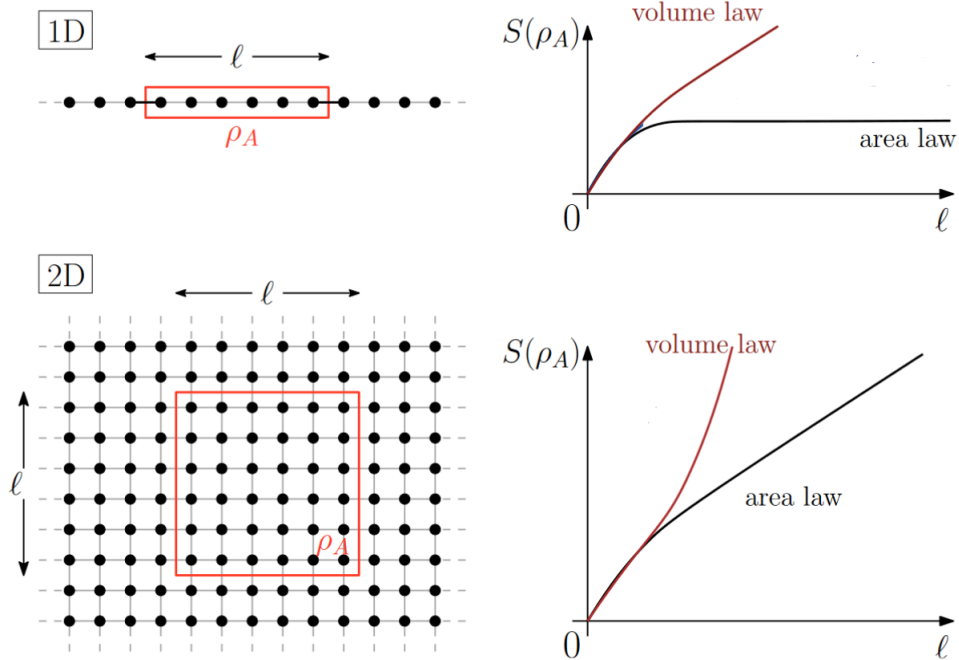 1D
ℓ
ρ_A
S(ρ_A)
volume law
area law
0
ℓ
2D
ℓ
ℓ
ρ_A
S(ρ_A)
volume law
area law
0
ℓ